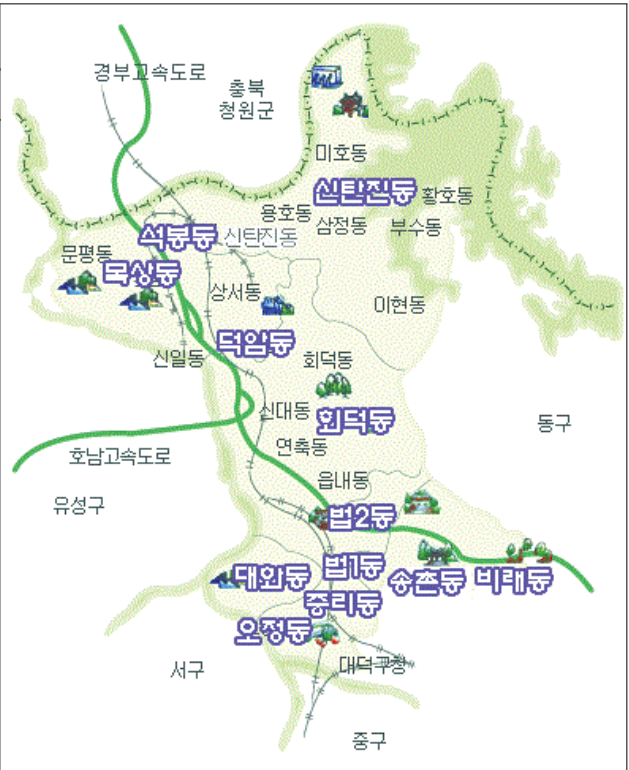 경부고속도로
충북
청원군
미호동
신탄진동
황호동
용호동
삼정동
부수동
석봉동
신탄진동
문평동
목상동
상서동
이현동
덕암동
신일동
회덕동
신대동
회덕동
동구
연축동
호남고속도로
읍내동
유성구
법2동
법1동
대화동
송촌동
비래동
중리동
오정동
서구
대덕구청
중구